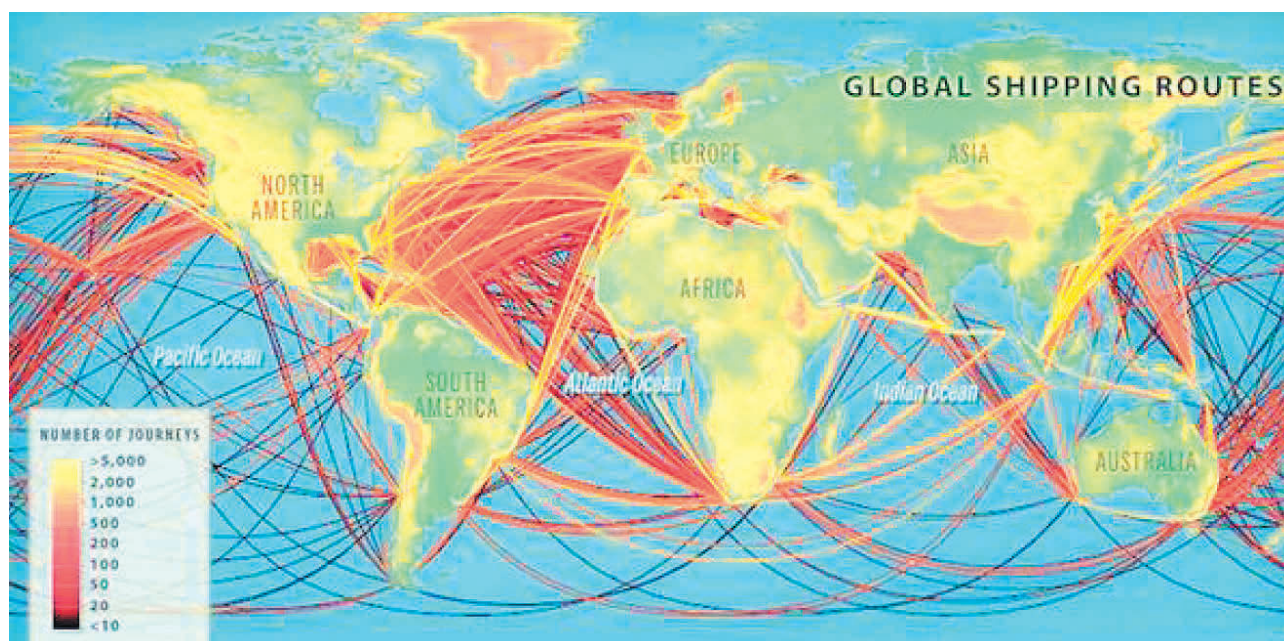 GLOBAL SHIPPING ROUTES
EUROPE
ASIA
NORTH
AMERICA
AFRICA
Pacific Ocean
SOUTH
AMERICA
Atlantic Ocean
Indian Ocean
AUSTRALIA
NUMBER OF JOURNEYS
>5,000
2,000
1,000
500
200
100
50
20
<10